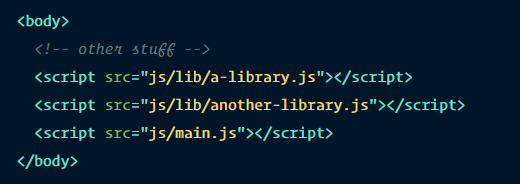 <body>
<!-- other stuff -->
<script src="js/lib/a-library.js"></script>
<script src="js/lib/another-library.js"></script>
<script src="js/main.js"></script>
</body>